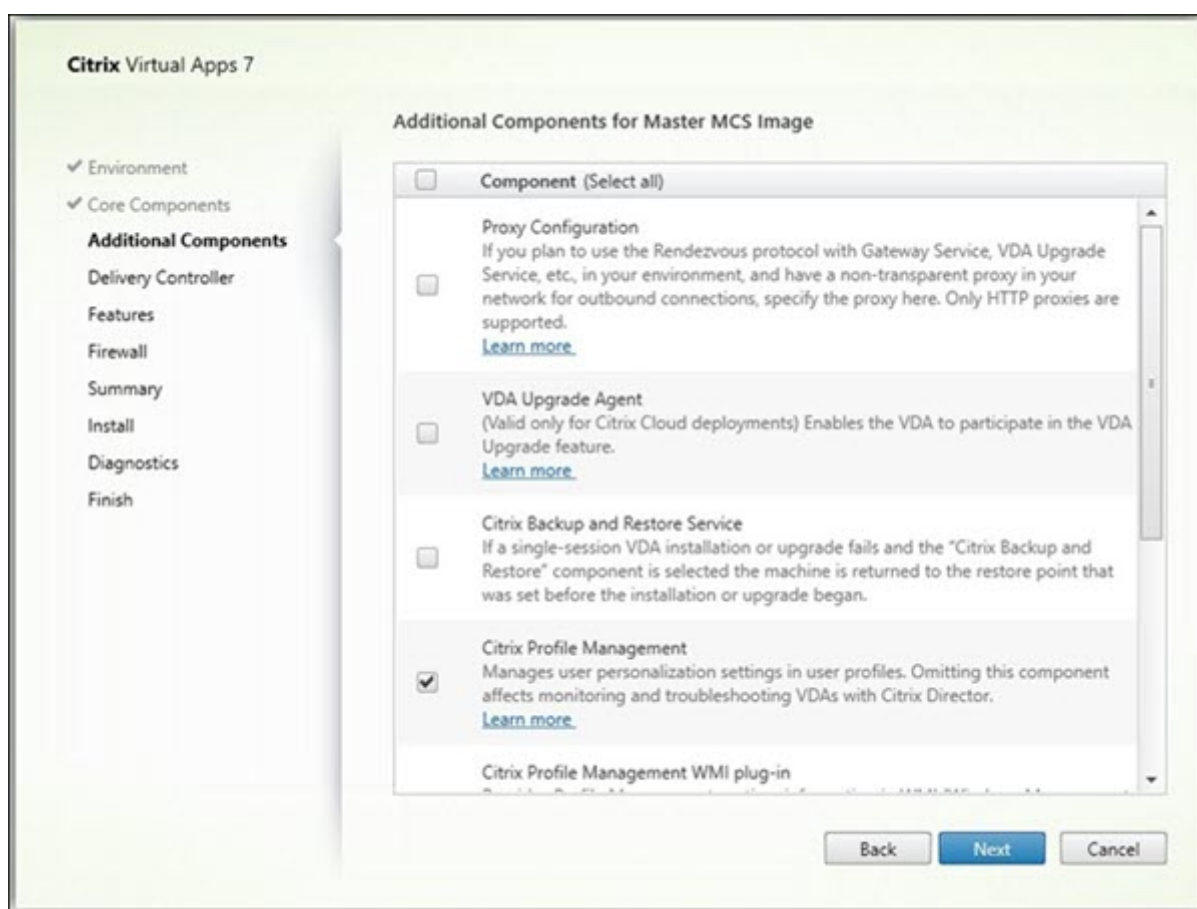 Citrix Virtual Apps 7
Additional Components for Master MCS Image
Environment
Core Components
Additional Components
Delivery Controller
Features
Firewall
Summary
Install
Diagnostics
Finish
Component (Select all)
Proxy Configuration
If you plan to use the Rendezvous protocol with Gateway Service, VDA Upgrade
Service, etc., in your environment, and have a non-transparent proxy in your
network for outbound connections, specify the proxy here. Only HTTP proxies are
supported.
Learn more
VDA Upgrade Agent
(Valid only for Citrix Cloud deployments) Enables the VDA to participate in the VDA
Upgrade feature.
Learn more
Citrix Backup and Restore Service
If a single-session VDA installation or upgrade fails and the "Citrix Backup and
Restore" component is selected the machine is returned to the restore point that
was set before the installation or upgrade began.
Citrix Profile Management
Manages user personalization settings in user profiles. Omitting this component
affects monitoring and troubleshooting VDAs with Citrix Director.
Learn more
Citrix Profile Management WMI plug-in
Back
Next
Cancel